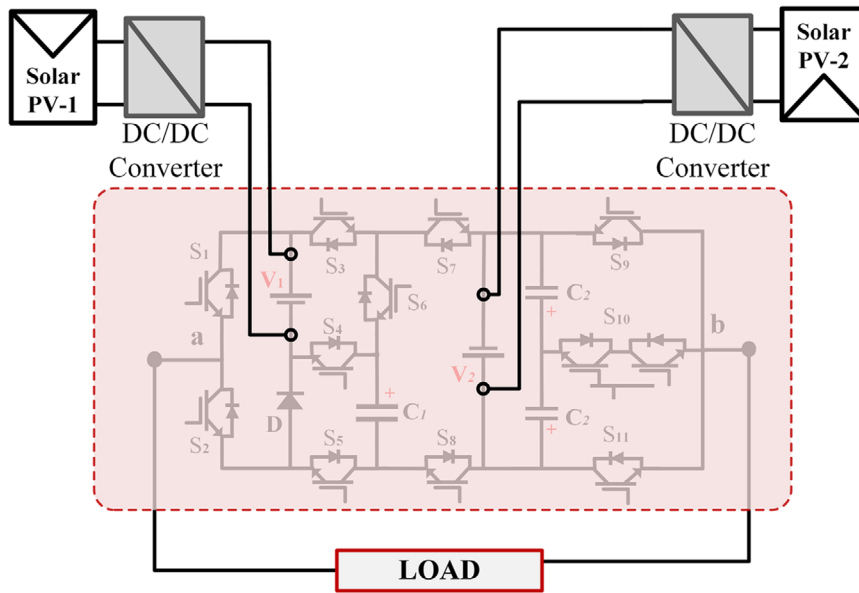 Solar
PV-1
DC/DC
Converter
Solar
PV-2
DC/DC
Converter
S1
S3
S7
S9
V1
S6
C2
+
S4
S10
a
b
V2
S2
D
+
C1
C2
+
S5
S8
S11
LOAD